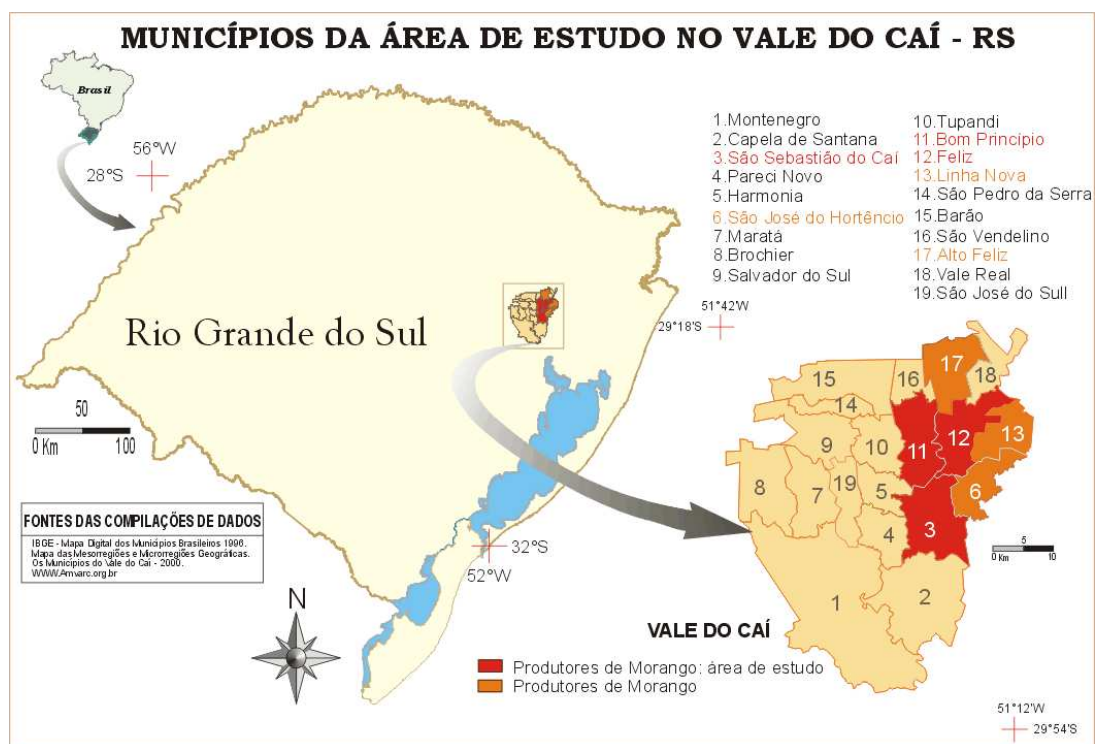 MUNICÍPIOS DA ÁREA DE ESTUDO NO VALE DO CAÍ - RS
Brasil
56°W
28°S
1.Montenegro
2.Capela de Santana
3.São Sebastião do Caí
4.Pareci Novo
5.Harmonia
6.São José do Hortêncio
7.Maratá
8.Brochier
9.Salvador do Sul
10.Tupandi
11.Bom Princípio
12.Feliz
13.Linha Nova
14.São Pedro da Serra
15.Barão
16.São Vendelino
17.Alto Feliz
18.Vale Real
19.São José do Sull
51°42'W
29°18'S
Rio Grande do Sul
50
0 Km 100
15
16
17
18
14
9
10
11
12
13
8
7
19
5
6
4
3
1
2
5
0 Km 10
FONTES DAS COMPILAÇÕES DE DADOS
IBGE - Mapa Digital dos Municípios Brasileiros 1996.
Mapa das Mesorregiões e Microrregiões Geográficas.
Os Municípios do Vale do Caí - 2000.
WWW.Amvarc.org.br
32°S
52°W
N
VALE DO CAÍ
Produtores de Morango: área de estudo
Produtores de Morango
51°12'W
29°54'S